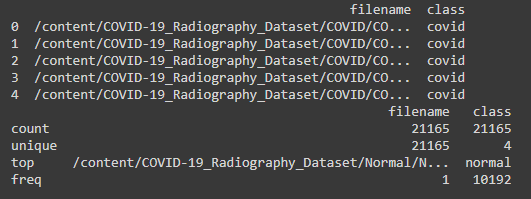 filename class
0 /content/COVID-19_Radiography_Dataset/COVID/CO... covid
1 /content/COVID-19_Radiography_Dataset/COVID/CO... covid
2 /content/COVID-19_Radiography_Dataset/COVID/CO... covid
3 /content/COVID-19_Radiography_Dataset/COVID/CO... covid
4 /content/COVID-19_Radiography_Dataset/COVID/CO... covid
filename class
count 21165 21165
unique 21165 4
top /content/COVID-19_Radiography_Dataset/Normal/N... normal
freq 1 10192